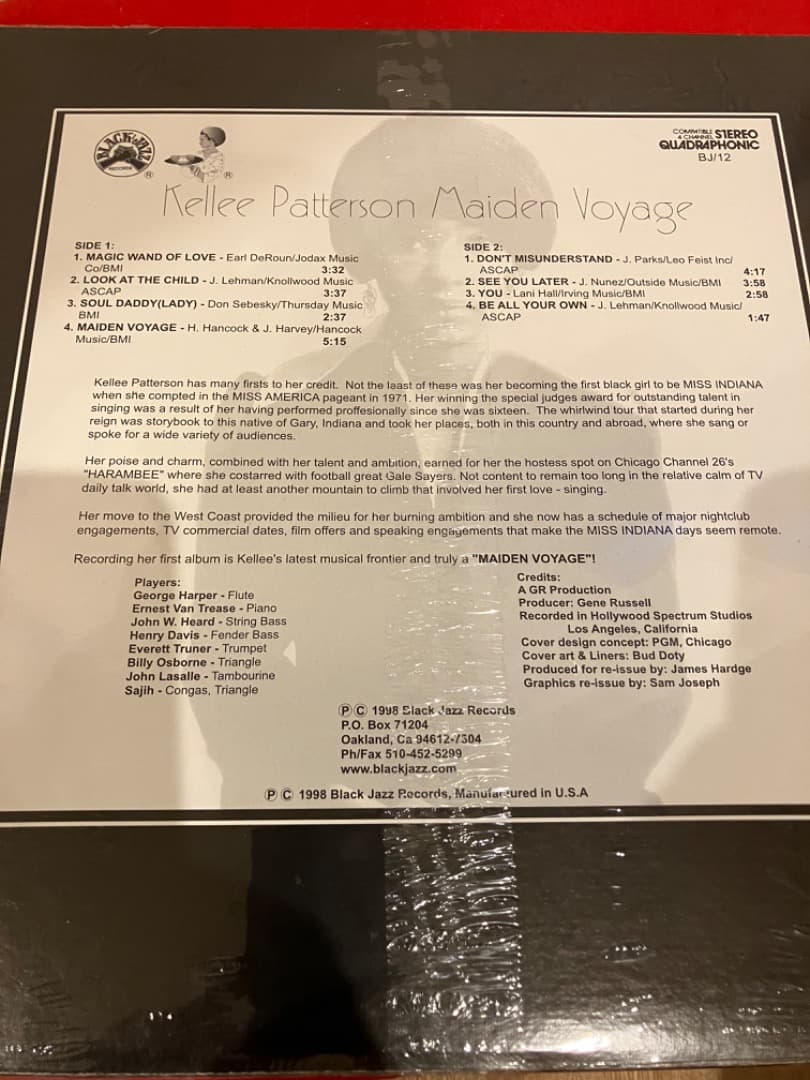 BLACK JAZZ
RECORDS
®
®
COMPATIBLE
4 CHANNEL STEREO
QUADRAPHONIC
BJ/12
Kellee Patterson Maiden Voyage
SIDE 1:
1. MAGIC WAND OF LOVE - Earl DeRoun/Jodax Music
Co/BMI 3:32
2. LOOK AT THE CHILD - J. Lehman/Knollwood Music
ASCAP 3:37
3. SOUL DADDY(LADY) - Don Sebesky/Thursday Music
BMI 2:37
4. MAIDEN VOYAGE - H. Hancock & J. Harvey/Hancock
Music/BMI 5:15
SIDE 2:
1. DON'T MISUNDERSTAND - J. Parks/Leo Feist Inc/
ASCAP 4:17
2. SEE YOU LATER - J. Nunez/Outside Music/BMI 3:58
3. YOU - Lani Hall/Irving Music/BMI 2:58
4. BE ALL YOUR OWN - J. Lehman/Knollwood Music/
ASCAP 1:47
Kellee Patterson has many firsts to her credit. Not the least of these was her becoming the first black girl to be MISS INDIANA
when she compted in the MISS AMERICA pageant in 1971. Her winning the special judges award for outstanding talent in
singing was a result of her having performed proffesionally since she was sixteen. The whirlwind tour that started during her
reign was storybook to this native of Gary, Indiana and took her places, both in this country and abroad, where she sang or
spoke for a wide variety of audiences.
Her poise and charm, combined with her talent and ambition, earned for her the hostess spot on Chicago Channel 26's
"HARAMBEE" where she costarred with football great Gale Sayers. Not content to remain too long in the relative calm of TV
daily talk world, she had at least another mountain to climb that involved her first love - singing.
Her move to the West Coast provided the milieu for her burning ambition and she now has a schedule of major nightclub
engagements, TV commercial dates, film offers and speaking engagements that make the MISS INDIANA days seem remote.
Recording her first album is Kellee's latest musical frontier and truly a "MAIDEN VOYAGE"!
Players:
George Harper - Flute
Ernest Van Trease - Piano
John W. Heard - String Bass
Henry Davis - Fender Bass
Everett Truner - Trumpet
Billy Osborne - Triangle
John Lasalle - Tambourine
Sajih - Congas, Triangle
Credits:
A GR Production
Producer: Gene Russell
Recorded in Hollywood Spectrum Studios
Los Angeles, California
Cover design concept: PGM, Chicago
Cover art & Liners: Bud Doty
Produced for re-issue by: James Hardge
Graphics re-issue by: Sam Joseph
Ⓟ Ⓒ 1998 Black Jazz Records
P.O. Box 71204
Oakland, Ca 94612-7304
Ph/Fax 510-452-5299
www.blackjazz.com
Ⓟ Ⓒ 1998 Black Jazz Records, Manufactured in U.S.A